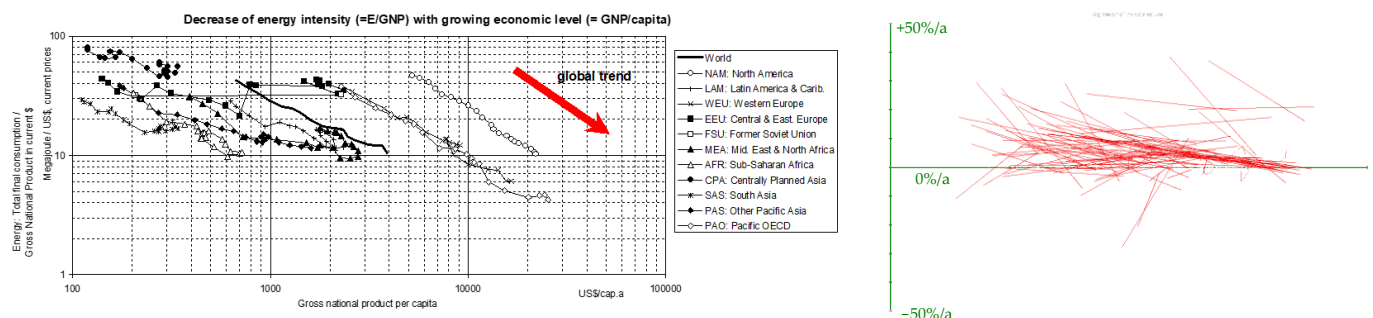 Decrease of energy intensity (=E/GNP) with growing economic level (= GNP/capita)
Energy: Total final consumption /
Gross National Product in current $
Megajoule / US$, current prices
100
10
1
100
1000
10000
100000
US$/cap.a
Gross national product per capita
global trend
World
NAM: North America
LAM: Latin America & Carib.
WEU: Western Europe
EEU: Central & East. Europe
FSU: Former Soviet Union
MEA: Mid. East & North Africa
AFR: Sub-Saharan Africa
CPA: Centrally Planned Asia
SAS: South Asia
PAS: Other Pacific Asia
PAO: Pacific OECD
+50%/a
0%/a
−50%/a